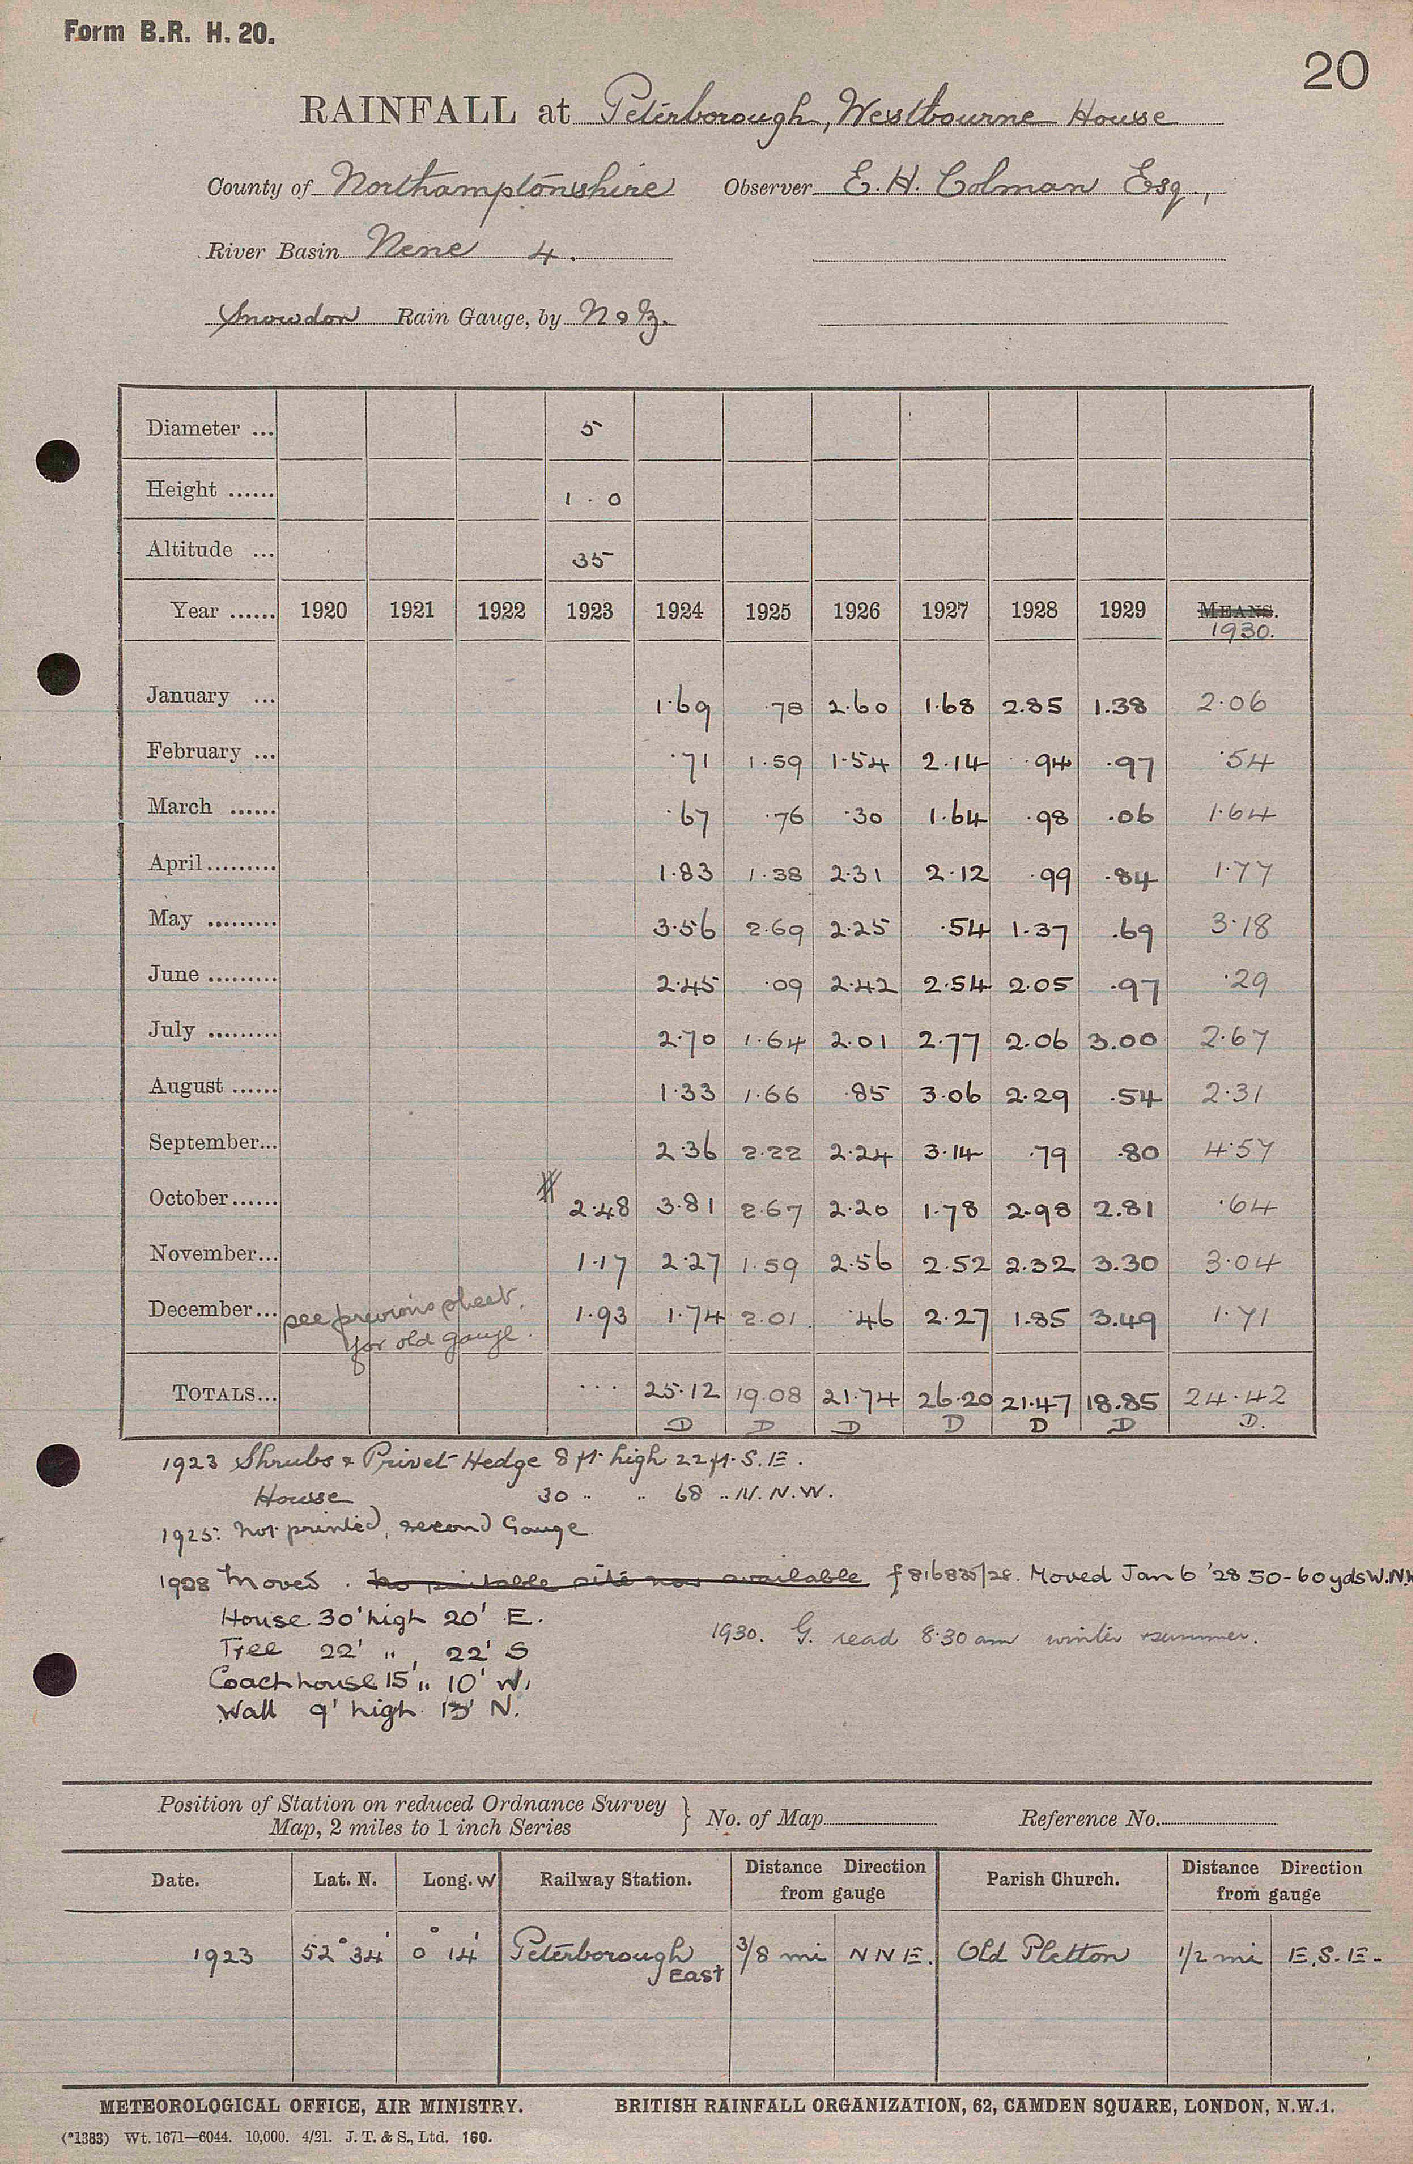 Form B.R. H. 20.
20
RAINFALL at Peterborough, Westbourne House
County of Northamptonshire Observer E. H. Colman Esq.,
River Basin Nene 4.
Snowdon Rain Gauge, by N & Z.
Diameter ... 5
Height ...... 1 . 0
Altitude ... 35
Year ...... 1920 1921 1922 1923 1924 1925 1926 1927 1928 1929 MEANS.
1930.
January ... 1.69 .78 2.60 1.68 2.85 1.38 2.06
February ... .71 1.59 1.54 2.14 .94 .97 .54
March ...... .67 .76 .30 1.64 .98 .06 1.64
April ......... 1.83 1.38 2.31 2.12 .99 .84 1.77
May ......... 3.56 2.69 2.25 .54 1.37 .69 3.18
June ......... 2.45 .09 2.42 2.54 2.05 .97 .29
July ......... 2.70 1.64 2.01 2.77 2.06 3.00 2.67
August ...... 1.33 1.66 .85 3.06 2.29 .54 2.31
September... 2.36 2.22 2.24 3.14 .79 .80 4.57
October...... 2.48 3.81 2.67 2.20 1.78 2.98 2.81 .64
November... 1.17 2.27 1.59 2.56 2.52 2.32 3.30 3.04
December... see previous sheet 1.93 1.74 2.01 .46 2.27 1.85 3.49 1.71
for old gauge.
TOTALS... ... 25.12 19.08 21.74 26.20 21.47 18.85 24.42
D D D D D D D.
1923 Shrubs & Privet Hedge 8 ft. high 22 ft. S.E.
House 30 " " 68 " N.N.W.
1925: Not printed, second Gauge
1928 Moved. No suitable site now available f 816835/28. Moved Jan 6 '28 50-60 yds W.N.W
House 30' high 20' E.
1930. G. read 8.30 am winter & summer.
Tree 22' " , 22' S
Coach house 15' " 10' W.
Wall 9' high 13' N.
Position of Station on reduced Ordnance Survey
Map, 2 miles to 1 inch Series } No. of Map Reference No.
Date. Lat. N. Long. W Railway Station. Distance Direction from gauge Parish Church. Distance Direction from gauge
1923 52° 34' 0° 14' Peterborough East 3/8 mi N N E. Old Fletton 1/2 mi E.S.E.
METEOROLOGICAL OFFICE, AIR MINISTRY. BRITISH RAINFALL ORGANIZATION, 62, CAMDEN SQUARE, LONDON, N.W.1.
(*1383) Wt. 1671—6044. 10,000. 4/21. J. T. & S., Ltd. 160.